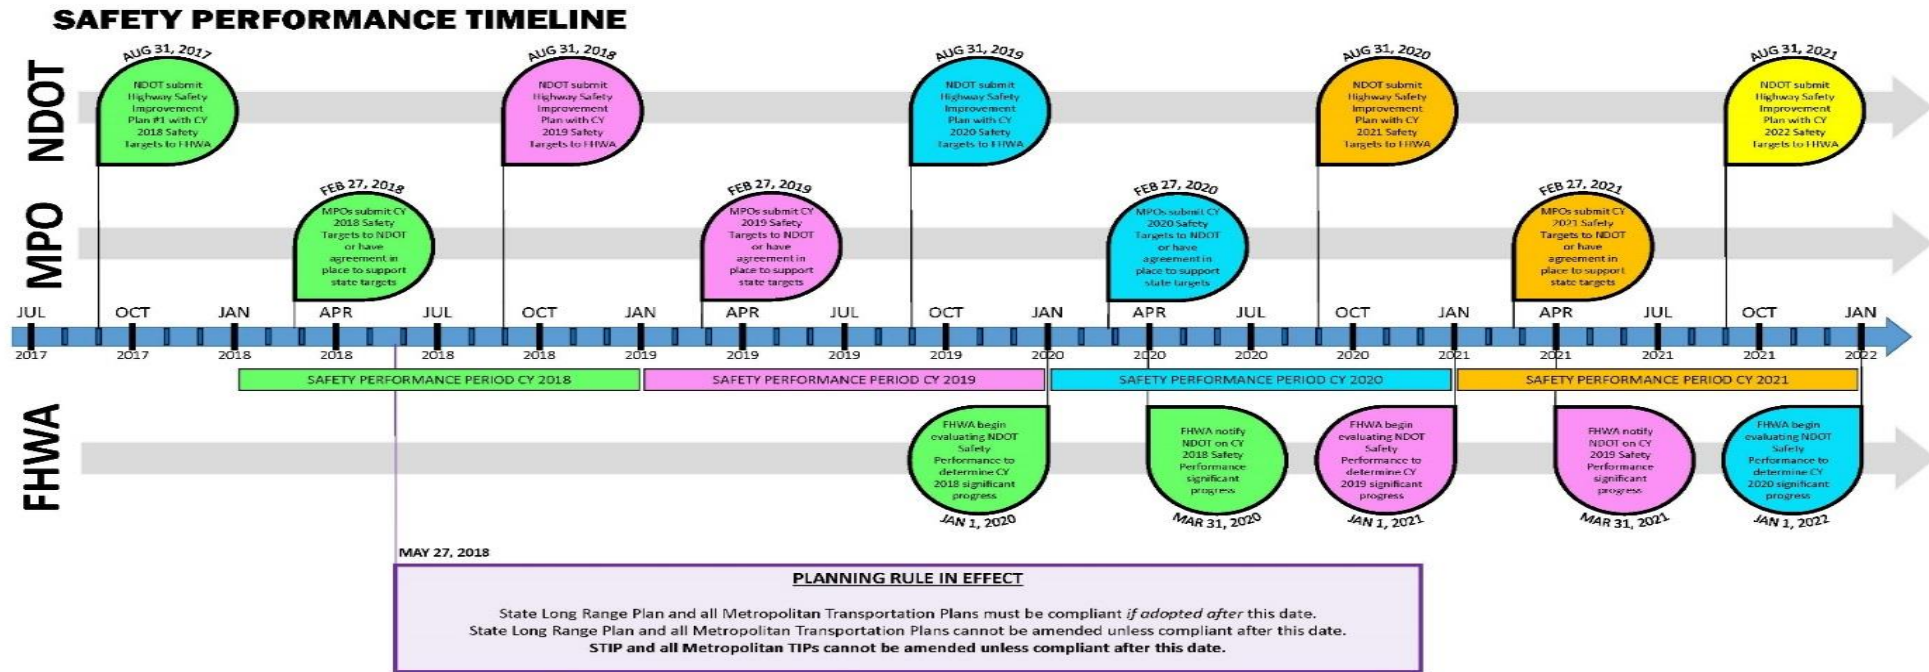 SAFETY PERFORMANCE TIMELINE
NDOT
AUG 31, 2017
NDOT submit
Highway Safety
Improvement
Plan #1 with CY
2018 Safety
Targets to FHWA
AUG 31, 2018
NDOT submit
Highway Safety
Improvement
Plan with CY
2019 Safety
Targets to FHWA
AUG 31, 2019
NDOT submit
Highway Safety
Improvement
Plan with CY
2020 Safety
Targets to FHWA
AUG 31, 2020
NDOT submit
Highway Safety
Improvement
Plan with CY
2021 Safety
Targets to FHWA
AUG 31, 2021
NDOT submit
Highway Safety
Improvement
Plan with CY
2022 Safety
Targets to FHWA
MPO
FEB 27, 2018
MPOs submit CY
2018 Safety
Targets to NDOT
or have
agreement in
place to support
state targets
FEB 27, 2019
MPOs submit CY
2019 Safety
Targets to NDOT
or have
agreement in
place to support
state targets
FEB 27, 2020
MPOs submit CY
2020 Safety
Targets to NDOT
or have
agreement in
place to support
state targets
FEB 27, 2021
MPOs submit CY
2021 Safety
Targets to NDOT
or have
agreement in
place to support
state targets
JUL OCT JAN APR JUL OCT JAN APR JUL OCT JAN APR JUL OCT JAN APR JUL OCT JAN
2017 2017 2018 2018 2018 2018 2019 2019 2019 2019 2020 2020 2020 2020 2021 2021 2021 2021 2022
SAFETY PERFORMANCE PERIOD CY 2018
SAFETY PERFORMANCE PERIOD CY 2019
SAFETY PERFORMANCE PERIOD CY 2020
SAFETY PERFORMANCE PERIOD CY 2021
FHWA
FHWA begin
evaluating NDOT
Safety
Performance to
determine CY
2018 significant
progress
JAN 1, 2020
FHWA notify
NDOT on CY
2018 Safety
Performance
significant
progress
MAR 31, 2020
FHWA begin
evaluating NDOT
Safety
Performance to
determine CY
2019 significant
progress
JAN 1, 2021
FHWA notify
NDOT on CY
2019 Safety
Performance
significant
progress
MAR 31, 2021
FHWA begin
evaluating NDOT
Safety
Performance to
determine CY
2020 significant
progress
JAN 1, 2022
MAY 27, 2018
PLANNING RULE IN EFFECT
State Long Range Plan and all Metropolitan Transportation Plans must be compliant if adopted after this date.
State Long Range Plan and all Metropolitan Transportation Plans cannot be amended unless compliant after this date.
STIP and all Metropolitan TIPs cannot be amended unless compliant after this date.